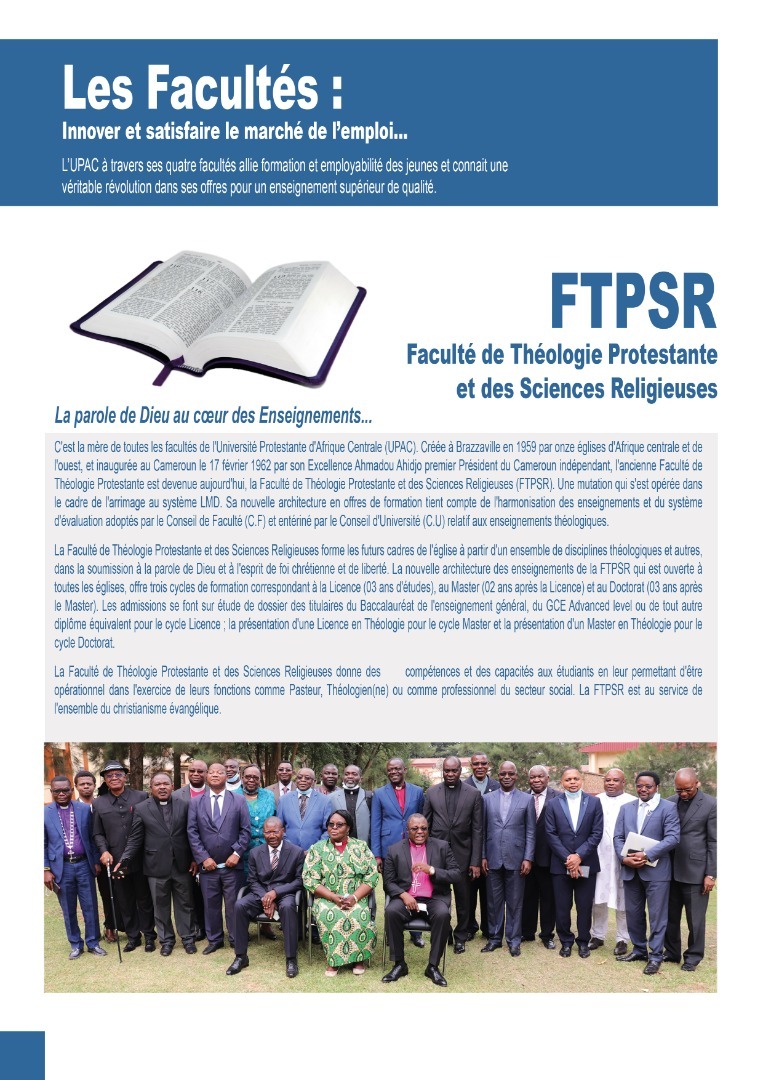 Les Facultés :
Innover et satisfaire le marché de l'emploi...
L'UPAC à travers ses quatre facultés allie formation et employabilité des jeunes et connait une
véritable révolution dans ses offres pour un enseignement supérieur de qualité.
FTPSR
Faculté de Théologie Protestante
et des Sciences Religieuses
La parole de Dieu au cœur des Enseignements...
C'est la mère de toutes les facultés de l'Université Protestante d'Afrique Centrale (UPAC). Créée à Brazzaville en 1959 par onze églises d'Afrique centrale et de
l'ouest, et inaugurée au Cameroun le 17 février 1962 par son Excellence Ahmadou Ahidjo premier Président du Cameroun indépendant, l'ancienne Faculté de
Théologie Protestante est devenue aujourd'hui, la Faculté de Théologie Protestante et des Sciences Religieuses (FTPSR). Une mutation qui s'est opérée dans
le cadre de l'arrimage au système LMD. Sa nouvelle architecture en offres de formation tient compte de l'harmonisation des enseignements et du système
d'évaluation adoptés par le Conseil de Faculté (C.F) et entériné par le Conseil d'Université (C.U) relatif aux enseignements théologiques.
La Faculté de Théologie Protestante et des Sciences Religieuses forme les futurs cadres de l'église à partir d'un ensemble de disciplines théologiques et autres,
dans la soumission à la parole de Dieu et à l'esprit de foi chrétienne et de liberté. La nouvelle architecture des enseignements de la FTPSR qui est ouverte à
toutes les églises, offre trois cycles de formation correspondant à la Licence (03 ans d'études), au Master (02 ans après la Licence) et au Doctorat (03 ans après
le Master). Les admissions se font sur étude de dossier des titulaires du Baccalauréat de l'enseignement général, du GCE Advanced level ou de tout autre
diplôme équivalent pour le cycle Licence ; la présentation d'une Licence en Théologie pour le cycle Master et la présentation d'un Master en Théologie pour le
cycle Doctorat.
La Faculté de Théologie Protestante et des Sciences Religieuses donne des compétences et des capacités aux étudiants en leur permettant d'être
opérationnel dans l'exercice de leurs fonctions comme Pasteur, Théologien(ne) ou comme professionnel du secteur social. La FTPSR est au service de
l'ensemble du christianisme évangélique.